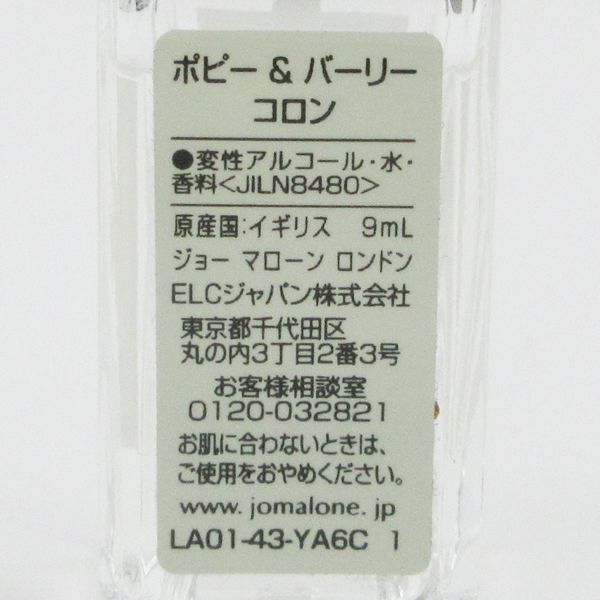 ポピー & バーリー
コロン
●変性アルコール・水・
香料<JILN8480>
原産国:イギリス 9mL
ジョー マローン ロンドン
ELCジャパン株式会社
東京都千代田区
丸の内3丁目2番3号
お客様相談室
0120-032821
お肌に合わないときは、
ご使用をおやめください。
www.jomalone.jp
LA01-43-YA6C 1